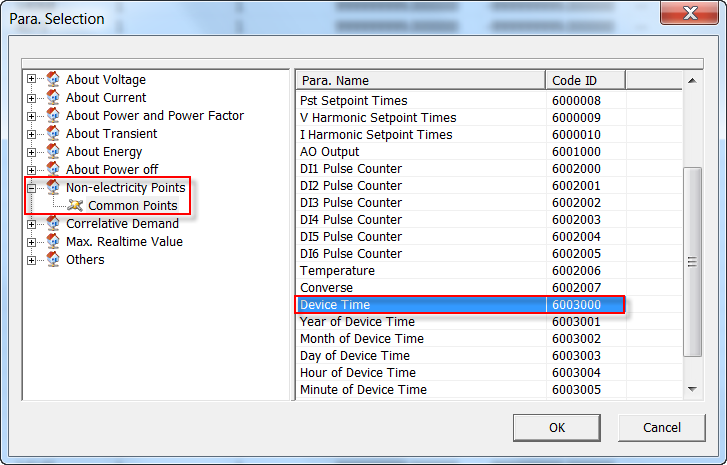 Para. Selection
About Voltage
About Current
About Power and Power Factor
About Transient
About Energy
About Power off
Non-electricity Points
Common Points
Correlative Demand
Max. Realtime Value
Others
Para. Name Code ID
Pst Setpoint Times 6000008
V Harmonic Setpoint Times 6000009
I Harmonic Setpoint Times 6000010
AO Output 6001000
DI1 Pulse Counter 6002000
DI2 Pulse Counter 6002001
DI3 Pulse Counter 6002002
DI4 Pulse Counter 6002003
DI5 Pulse Counter 6002004
DI6 Pulse Counter 6002005
Temperature 6002006
Converse 6002007
Device Time 6003000
Year of Device Time 6003001
Month of Device Time 6003002
Day of Device Time 6003003
Hour of Device Time 6003004
Minute of Device Time 6003005
OK Cancel